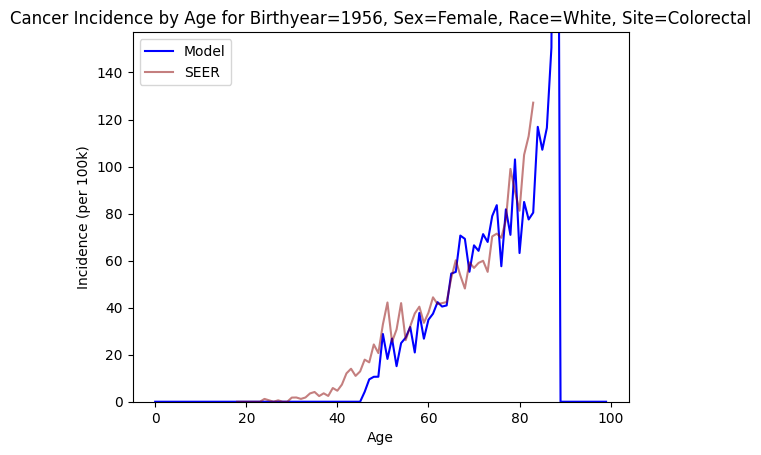 Cancer Incidence by Age for Birthyear=1956, Sex=Female, Race=White, Site=Colorectal
Model
SEER
Incidence (per 100k)
140
120
100
80
60
40
20
0
0 20 40 60 80 100
Age